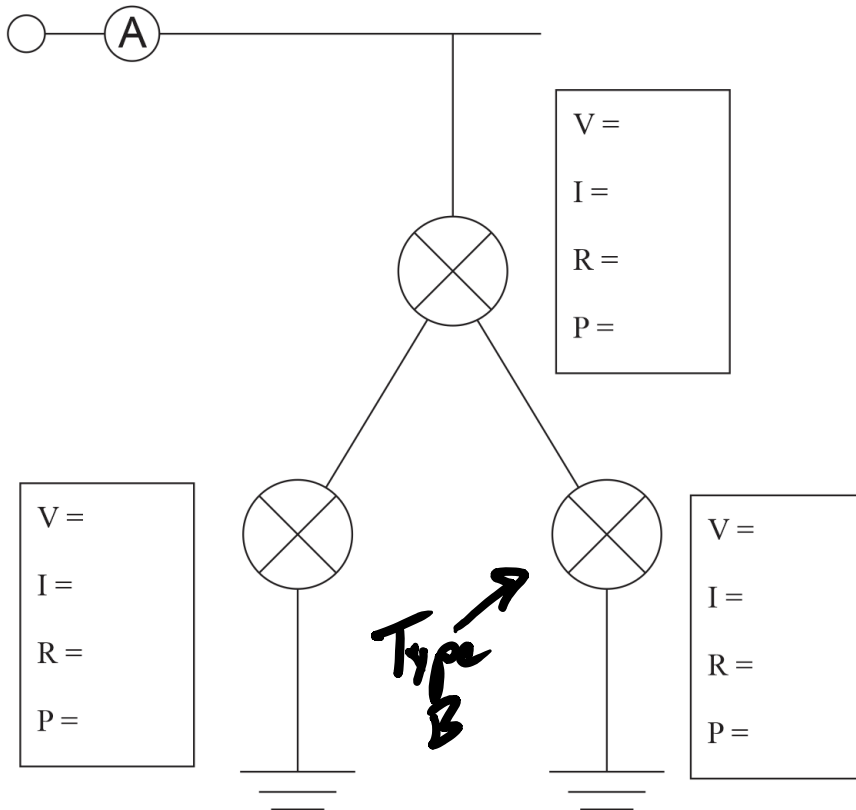 A
V =
I =
R =
P =
V =
I =
R =
P =
Type
B
V =
I =
R =
P =